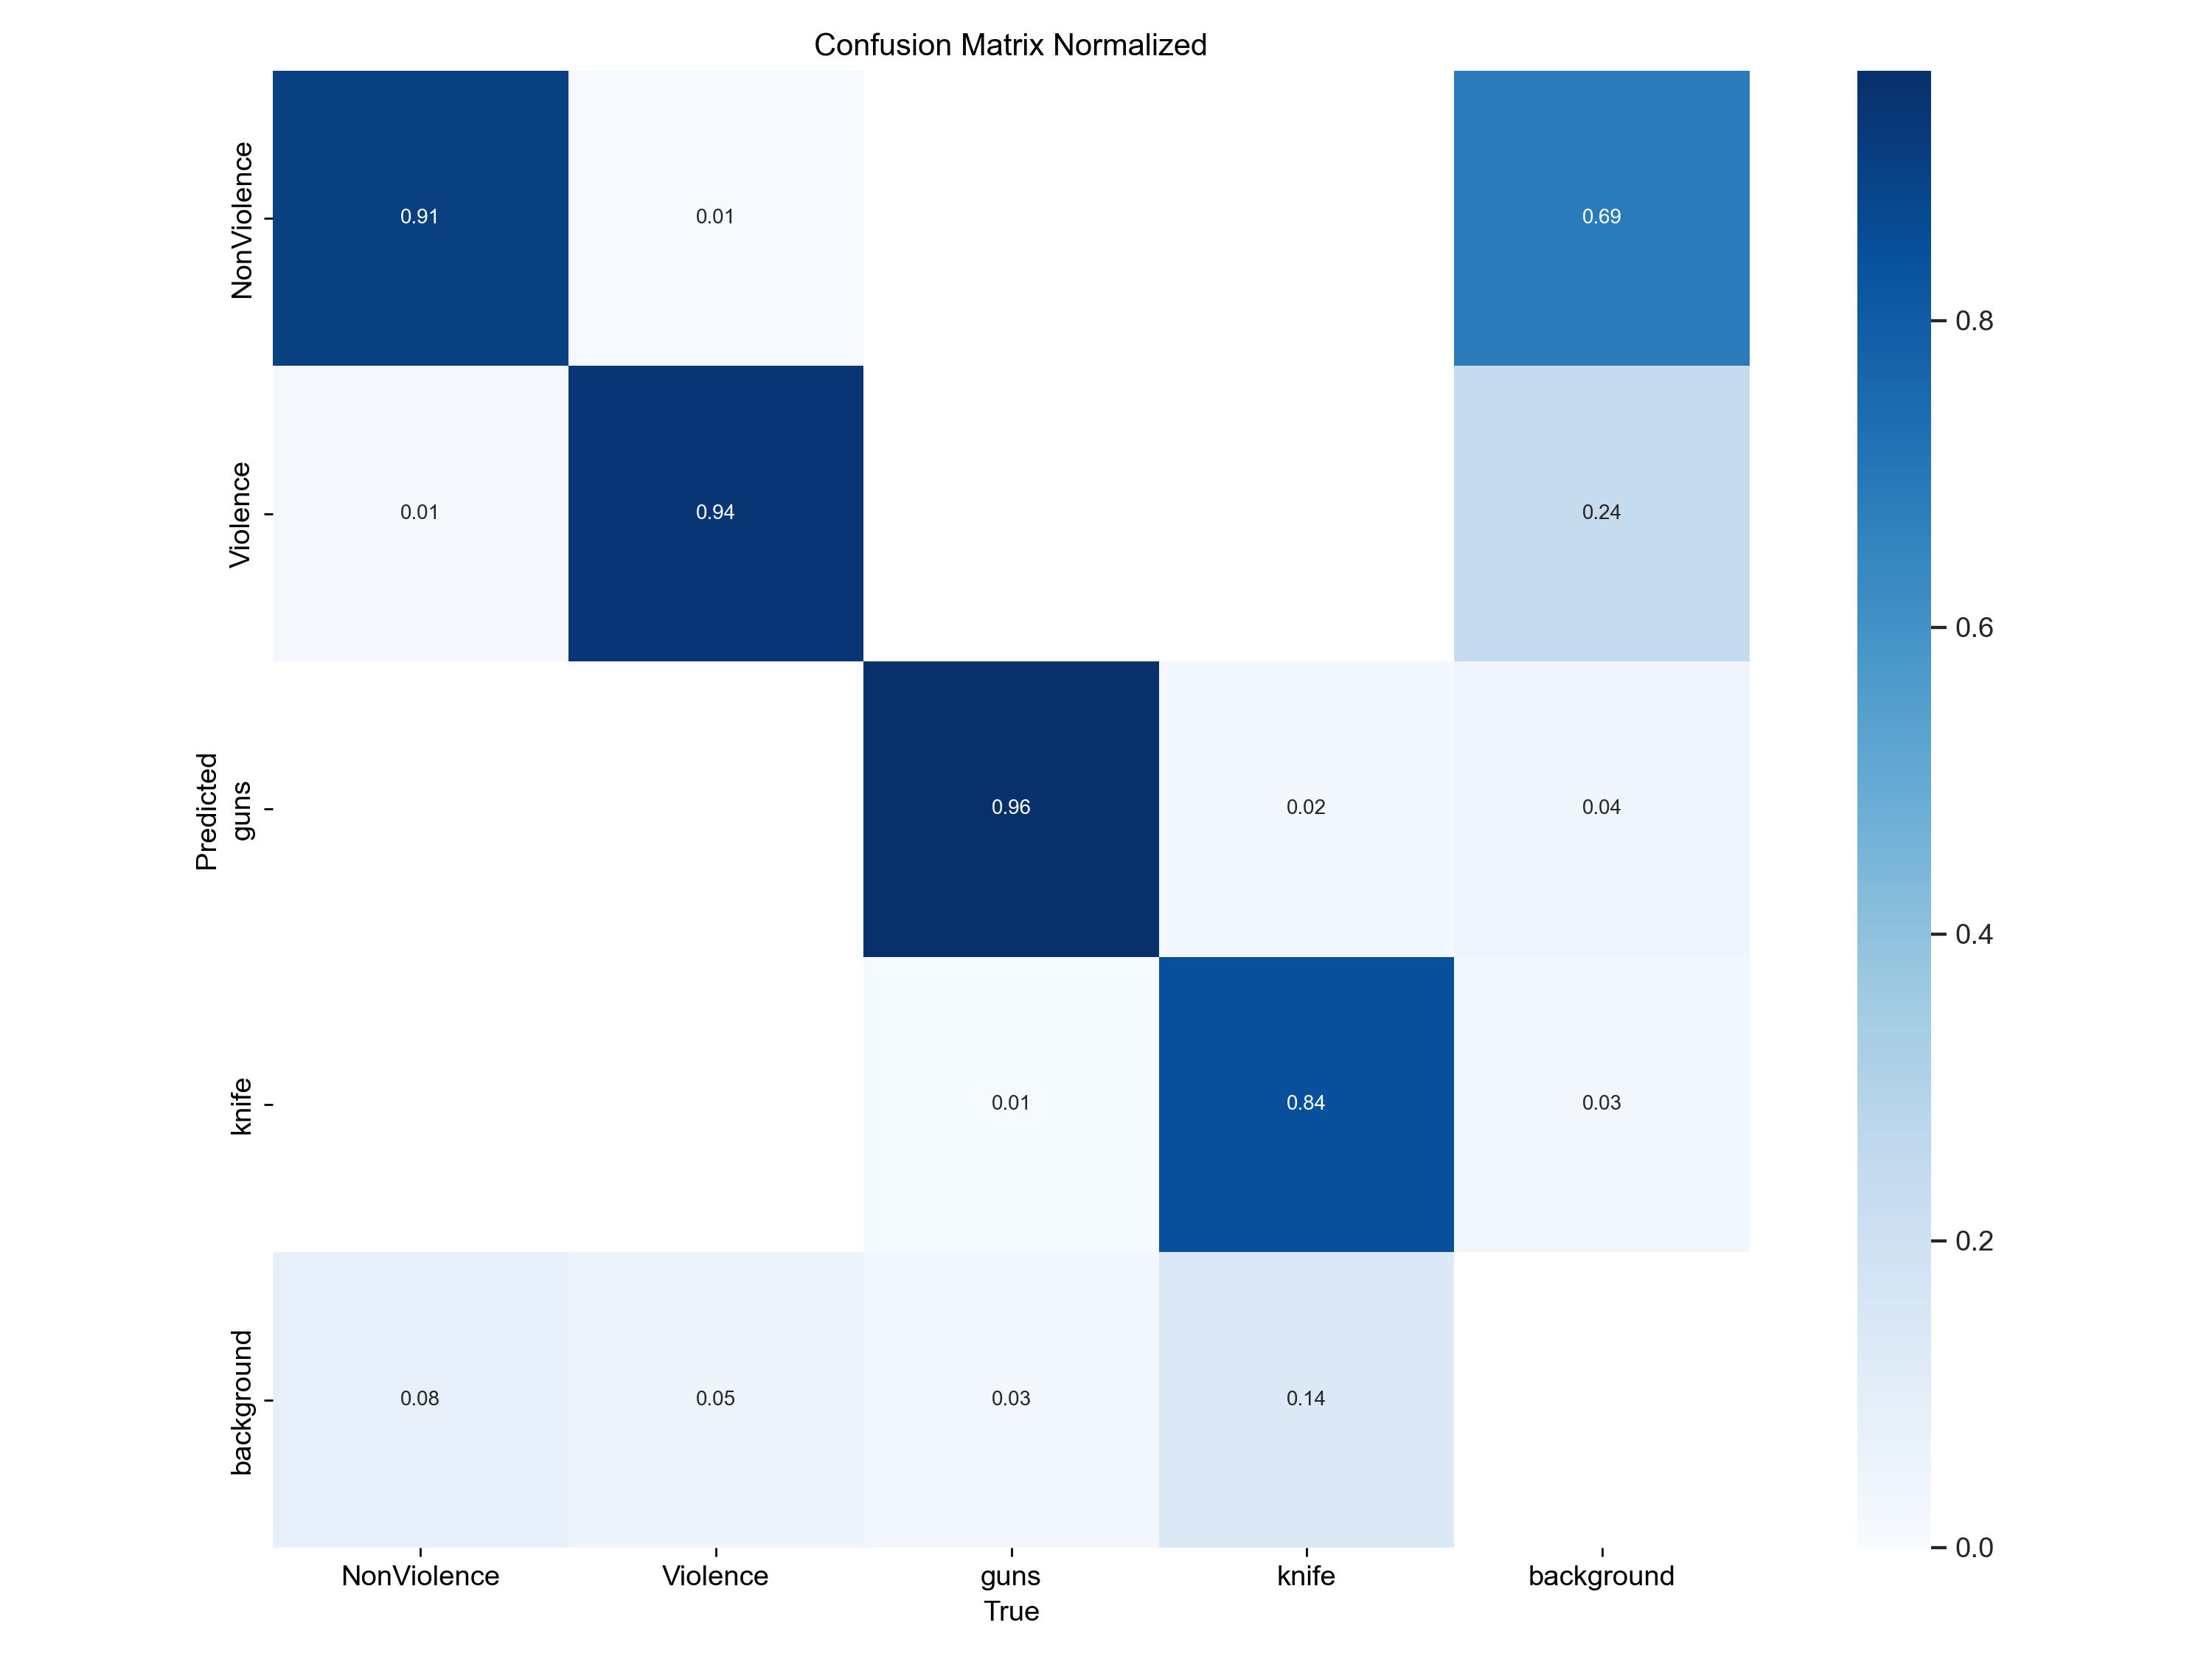 Confusion Matrix Normalized
NonViolence
0.91
0.01
0.69
Violence
0.01
0.94
0.24
Predicted
guns
0.96
0.02
0.04
knife
0.01
0.84
0.03
background
0.08
0.05
0.03
0.14
NonViolence
Violence
guns
knife
background
True
0.8
0.6
0.4
0.2
0.0